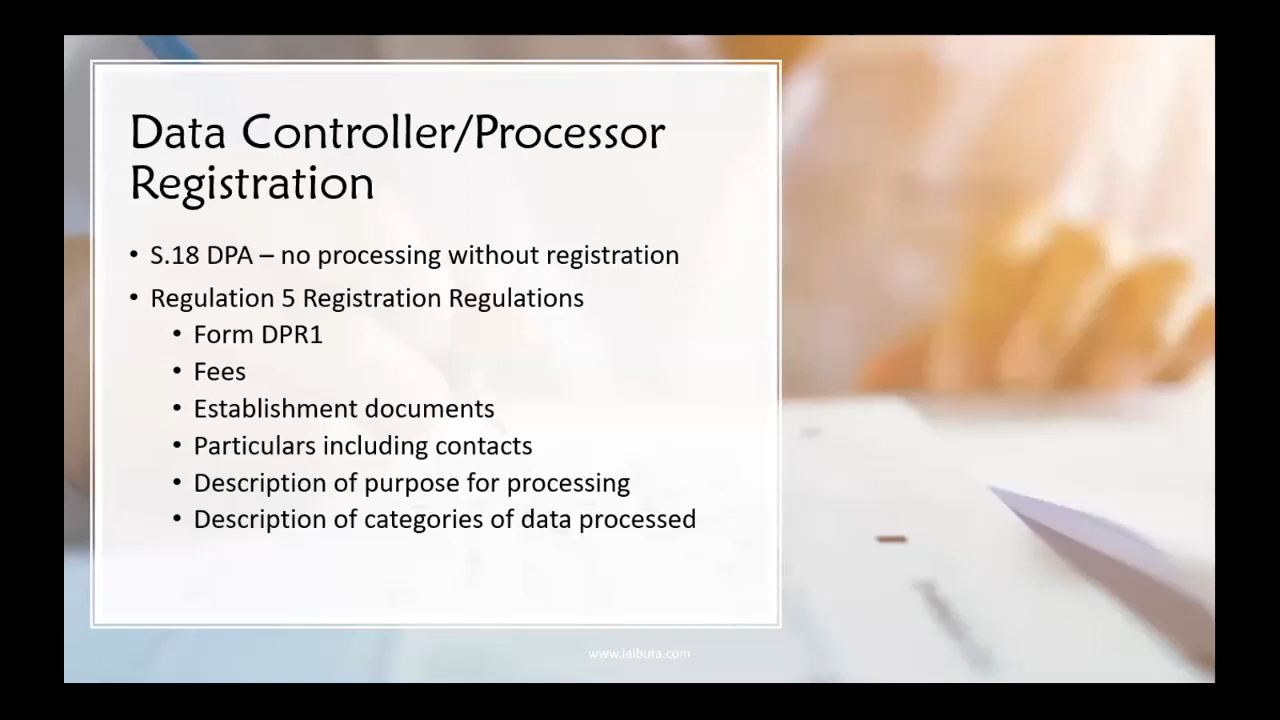 Data Controller/Processor
Registration
• S.18 DPA – no processing without registration
• Regulation 5 Registration Regulations
• Form DPR1
• Fees
• Establishment documents
• Particulars including contacts
• Description of purpose for processing
• Description of categories of data processed
www.laibuta.com